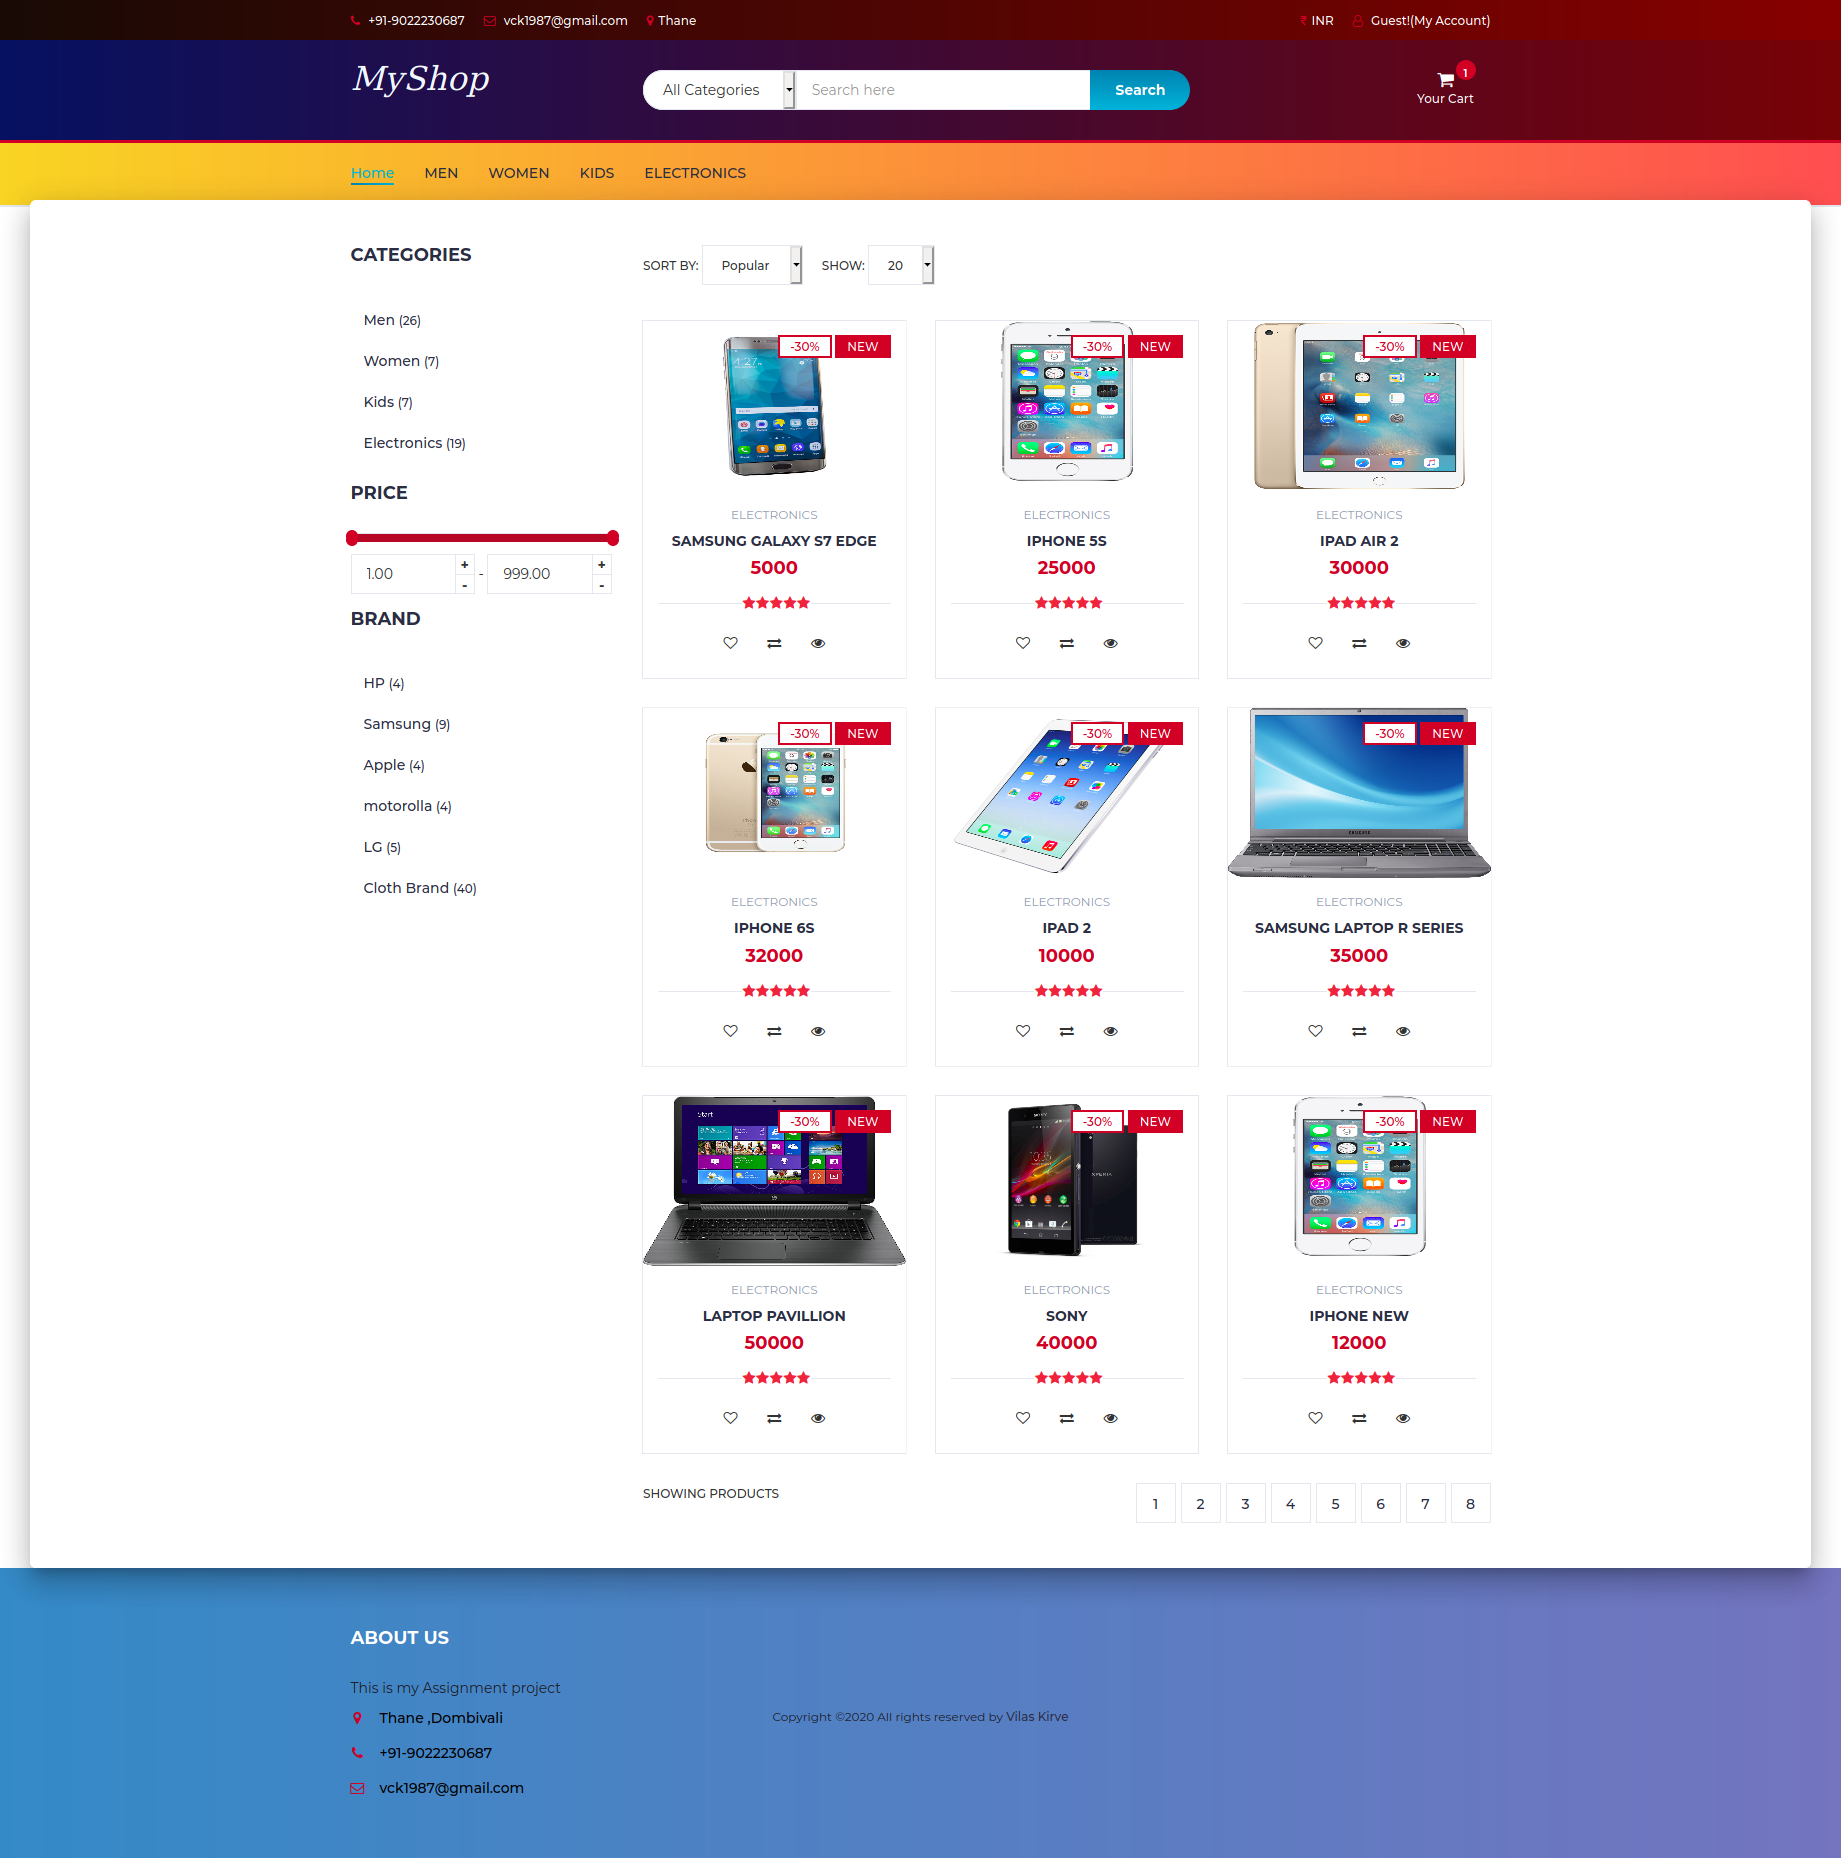 +91-9022230687 vck1987@gmail.com Thane INR Guest!(My Account)
MyShop
All Categories Search here Search
1
Your Cart
Home MEN WOMEN KIDS ELECTRONICS
CATEGORIES
Men (26)
Women (7)
Kids (7)
Electronics (19)
PRICE
1.00 + - - 999.00 + -
BRAND
HP (4)
Samsung (9)
Apple (4)
motorolla (4)
LG (5)
Cloth Brand (40)
SORT BY: Popular SHOW: 20
-30% NEW
ELECTRONICS
SAMSUNG GALAXY S7 EDGE
5000
-30% NEW
ELECTRONICS
IPHONE 5S
25000
-30% NEW
ELECTRONICS
IPAD AIR 2
30000
-30% NEW
ELECTRONICS
IPHONE 6S
32000
-30% NEW
ELECTRONICS
IPAD 2
10000
-30% NEW
ELECTRONICS
SAMSUNG LAPTOP R SERIES
35000
Start
-30% NEW
ELECTRONICS
LAPTOP PAVILLION
50000
-30% NEW
SONY
XPERIA
ELECTRONICS
SONY
40000
-30% NEW
ELECTRONICS
IPHONE NEW
12000
SHOWING PRODUCTS
1 2 3 4 5 6 7 8
ABOUT US
This is my Assignment project
Thane ,Dombivali
+91-9022230687
vck1987@gmail.com
Copyright ©2020 All rights reserved by Vilas Kirve